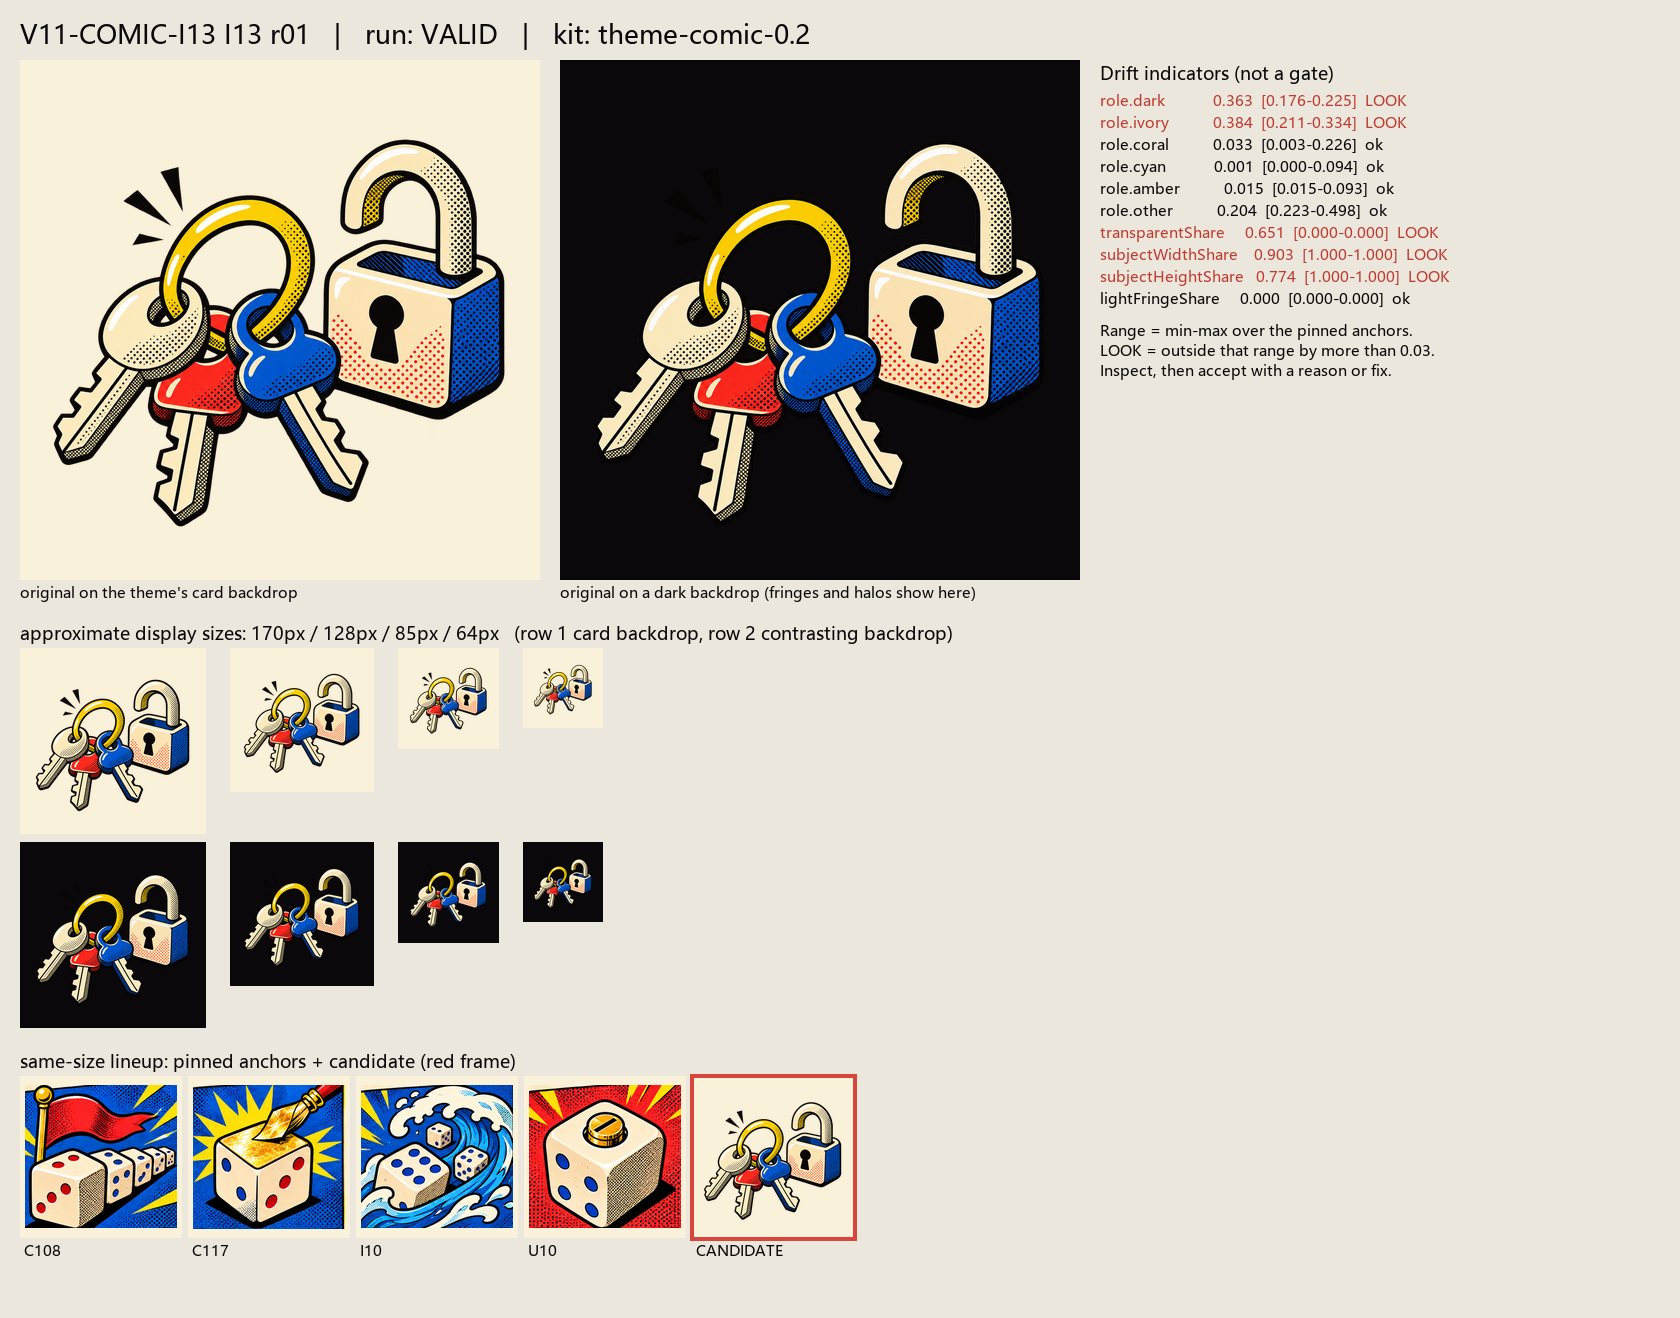 V11-COMIC-I13 I13 r01 | run: VALID | kit: theme-comic-0.2
Drift indicators (not a gate)
role.dark 0.363 [0.176-0.225] LOOK
role.ivory 0.384 [0.211-0.334] LOOK
role.coral 0.033 [0.003-0.226] ok
role.cyan 0.001 [0.000-0.094] ok
role.amber 0.015 [0.015-0.093] ok
role.other 0.204 [0.223-0.498] ok
transparentShare 0.651 [0.000-0.000] LOOK
subjectWidthShare 0.903 [1.000-1.000] LOOK
subjectHeightShare 0.774 [1.000-1.000] LOOK
lightFringeShare 0.000 [0.000-0.000] ok
Range = min-max over the pinned anchors.
LOOK = outside that range by more than 0.03.
Inspect, then accept with a reason or fix.
original on the theme's card backdrop
original on a dark backdrop (fringes and halos show here)
approximate display sizes: 170px / 128px / 85px / 64px (row 1 card backdrop, row 2 contrasting backdrop)
same-size lineup: pinned anchors + candidate (red frame)
C108
C117
I10
U10
CANDIDATE